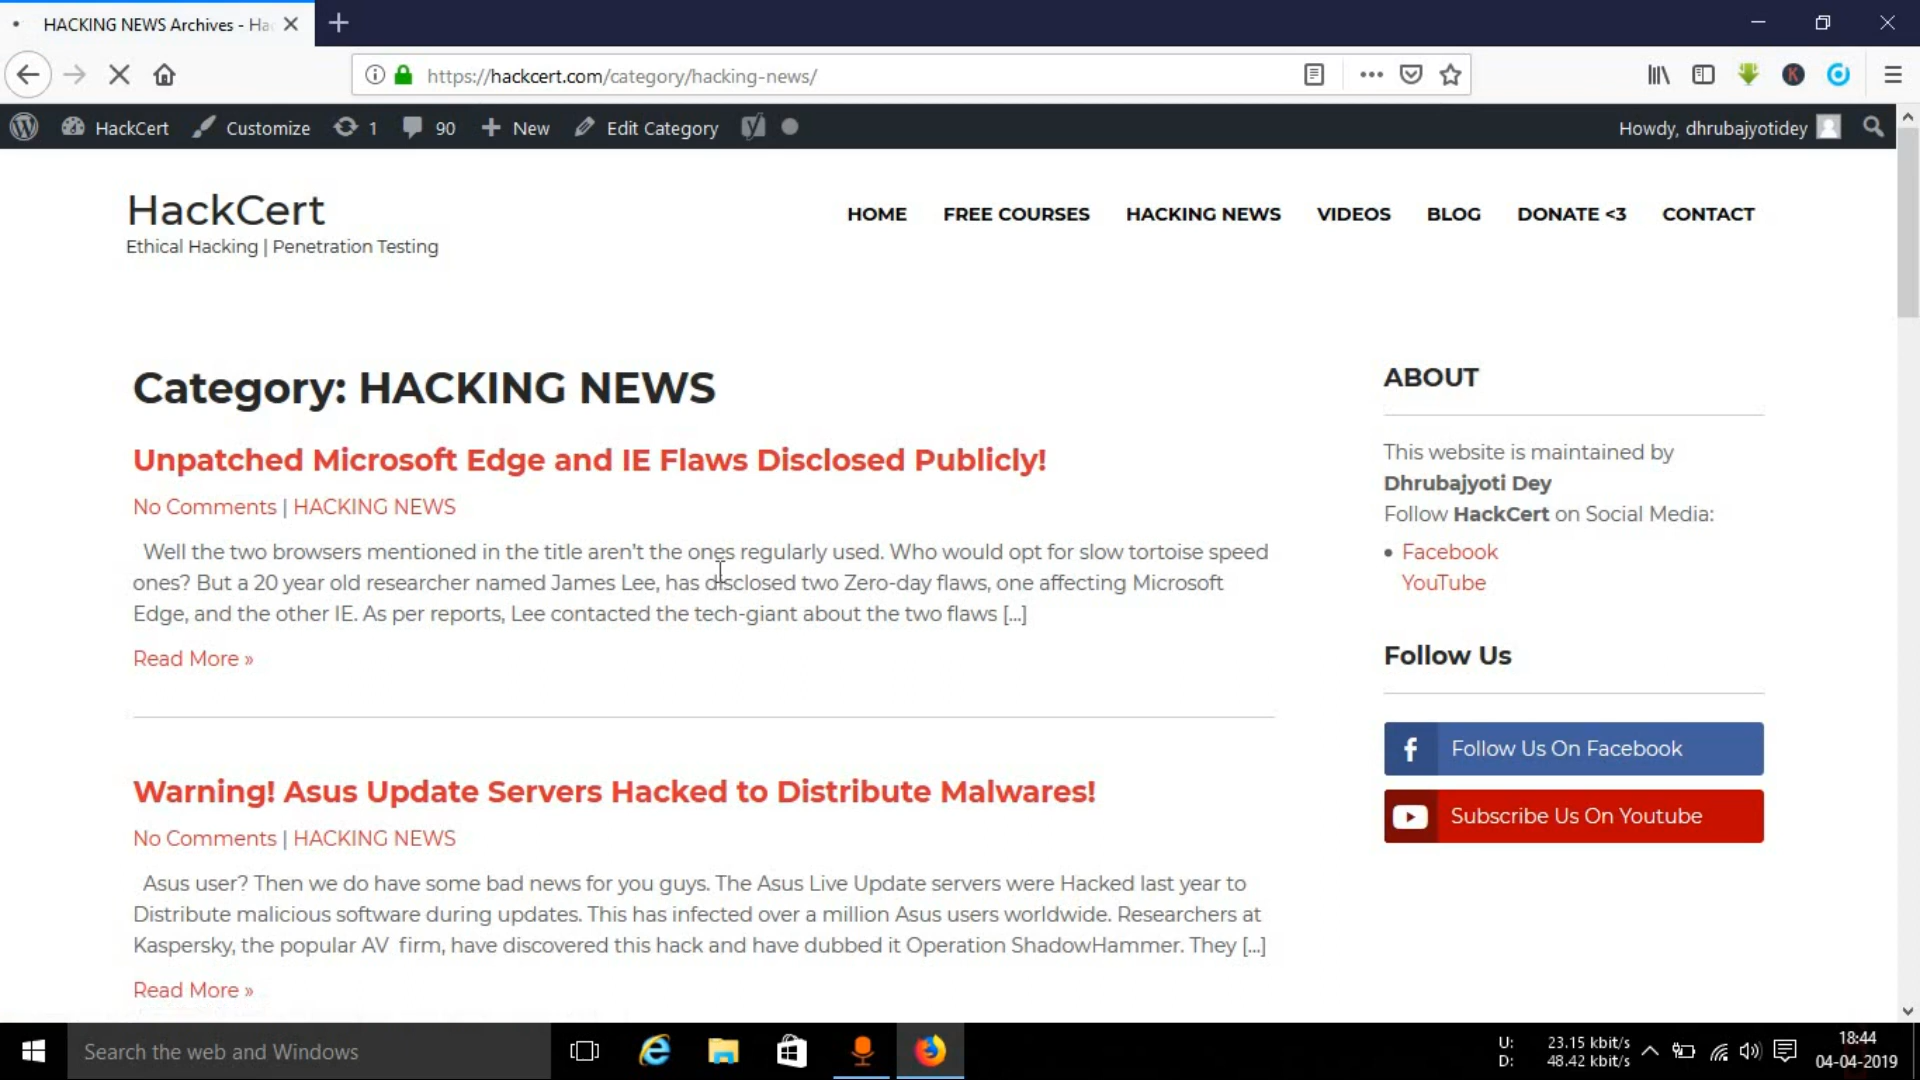 HACKING NEWS Archives - Ha
https://hackcert.com/category/hacking-news/
HackCert
Customize
1
90
New
Edit Category
Howdy, dhrubajyotidey
HackCert
Ethical Hacking | Penetration Testing
HOME
FREE COURSES
HACKING NEWS
VIDEOS
BLOG
DONATE <3
CONTACT
Category: HACKING NEWS
Unpatched Microsoft Edge and IE Flaws Disclosed Publicly!
No Comments | HACKING NEWS
Well the two browsers mentioned in the title aren't the ones regularly used. Who would opt for slow tortoise speed
ones? But a 20 year old researcher named James Lee, has disclosed two Zero-day flaws, one affecting Microsoft
Edge, and the other IE. As per reports, Lee contacted the tech-giant about the two flaws [...]
Read More »
Warning! Asus Update Servers Hacked to Distribute Malwares!
No Comments | HACKING NEWS
Asus user? Then we do have some bad news for you guys. The Asus Live Update servers were Hacked last year to
Distribute malicious software during updates. This has infected over a million Asus users worldwide. Researchers at
Kaspersky, the popular AV firm, have discovered this hack and have dubbed it Operation ShadowHammer. They [...]
Read More »
ABOUT
This website is maintained by
Dhrubajyoti Dey
Follow HackCert on Social Media:
Facebook
YouTube
Follow Us
Follow Us On Facebook
Subscribe Us On Youtube
Search the web and Windows
U: 23.15 kbit/s
D: 48.42 kbit/s
18:44
04-04-2019